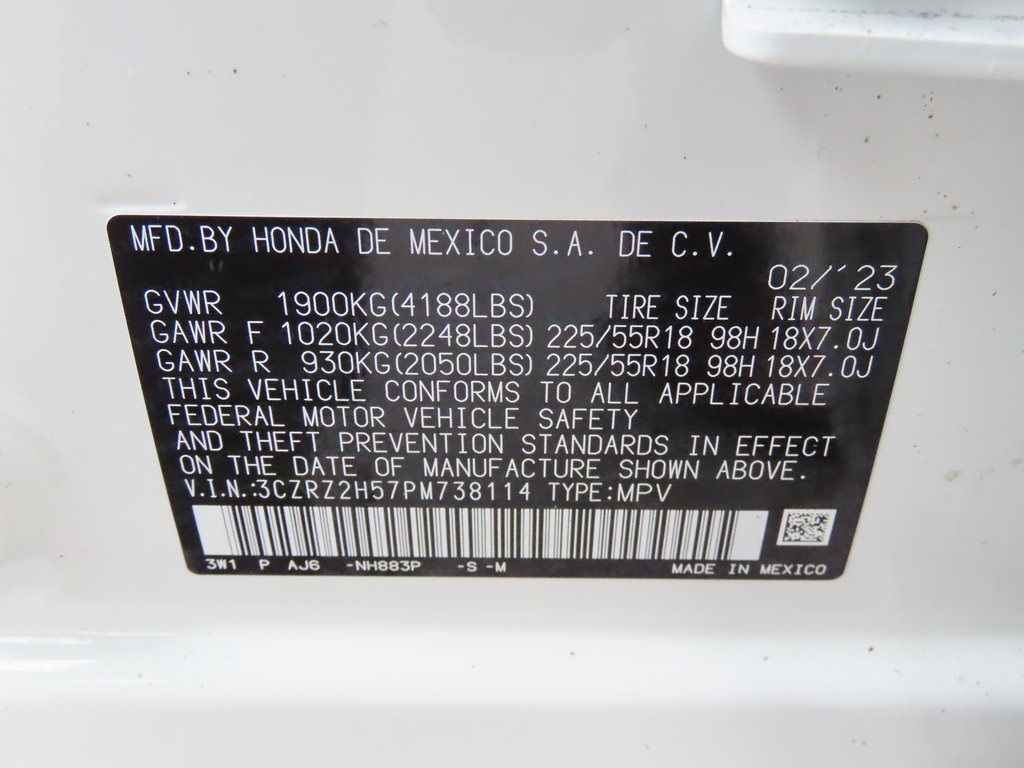 MFD.BY HONDA DE MEXICO S.A. DE C.V.
02/'23
GVWR 1900KG(4188LBS) TIRE SIZE RIM SIZE
GAWR F 1020KG(2248LBS) 225/55R18 98H 18X7.0J
GAWR R 930KG(2050LBS) 225/55R18 98H 18X7.0J
THIS VEHICLE CONFORMS TO ALL APPLICABLE
FEDERAL MOTOR VEHICLE SAFETY
AND THEFT PREVENTION STANDARDS IN EFFECT
ON THE DATE OF MANUFACTURE SHOWN ABOVE.
V.I.N.:3CZRZ2H57PM738114 TYPE:MPV
3W1 P AJ6 -NH883P -S -M MADE IN MEXICO